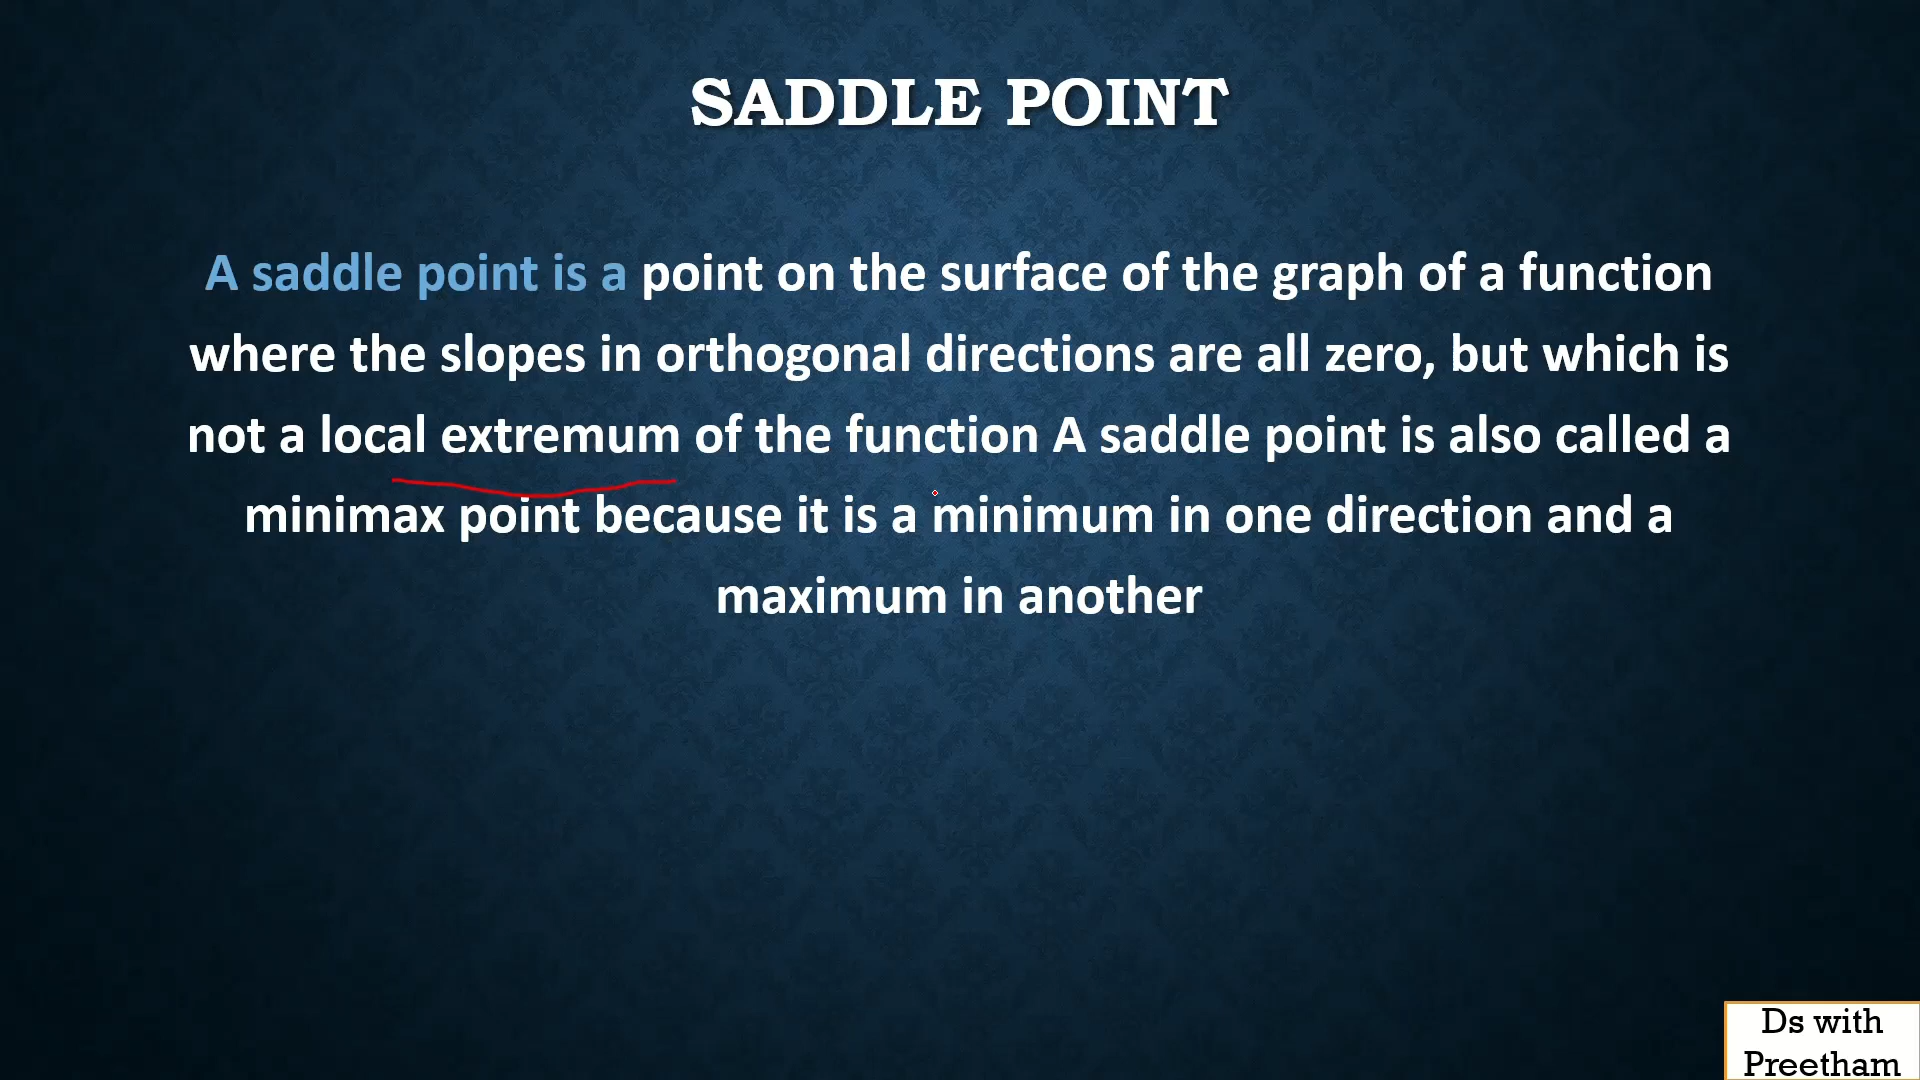 SADDLE POINT
A saddle point is a point on the surface of the graph of a function
where the slopes in orthogonal directions are all zero, but which is
not a local extremum of the function A saddle point is also called a
minimax point because it is a minimum in one direction and a
maximum in another
Ds with
Preetham